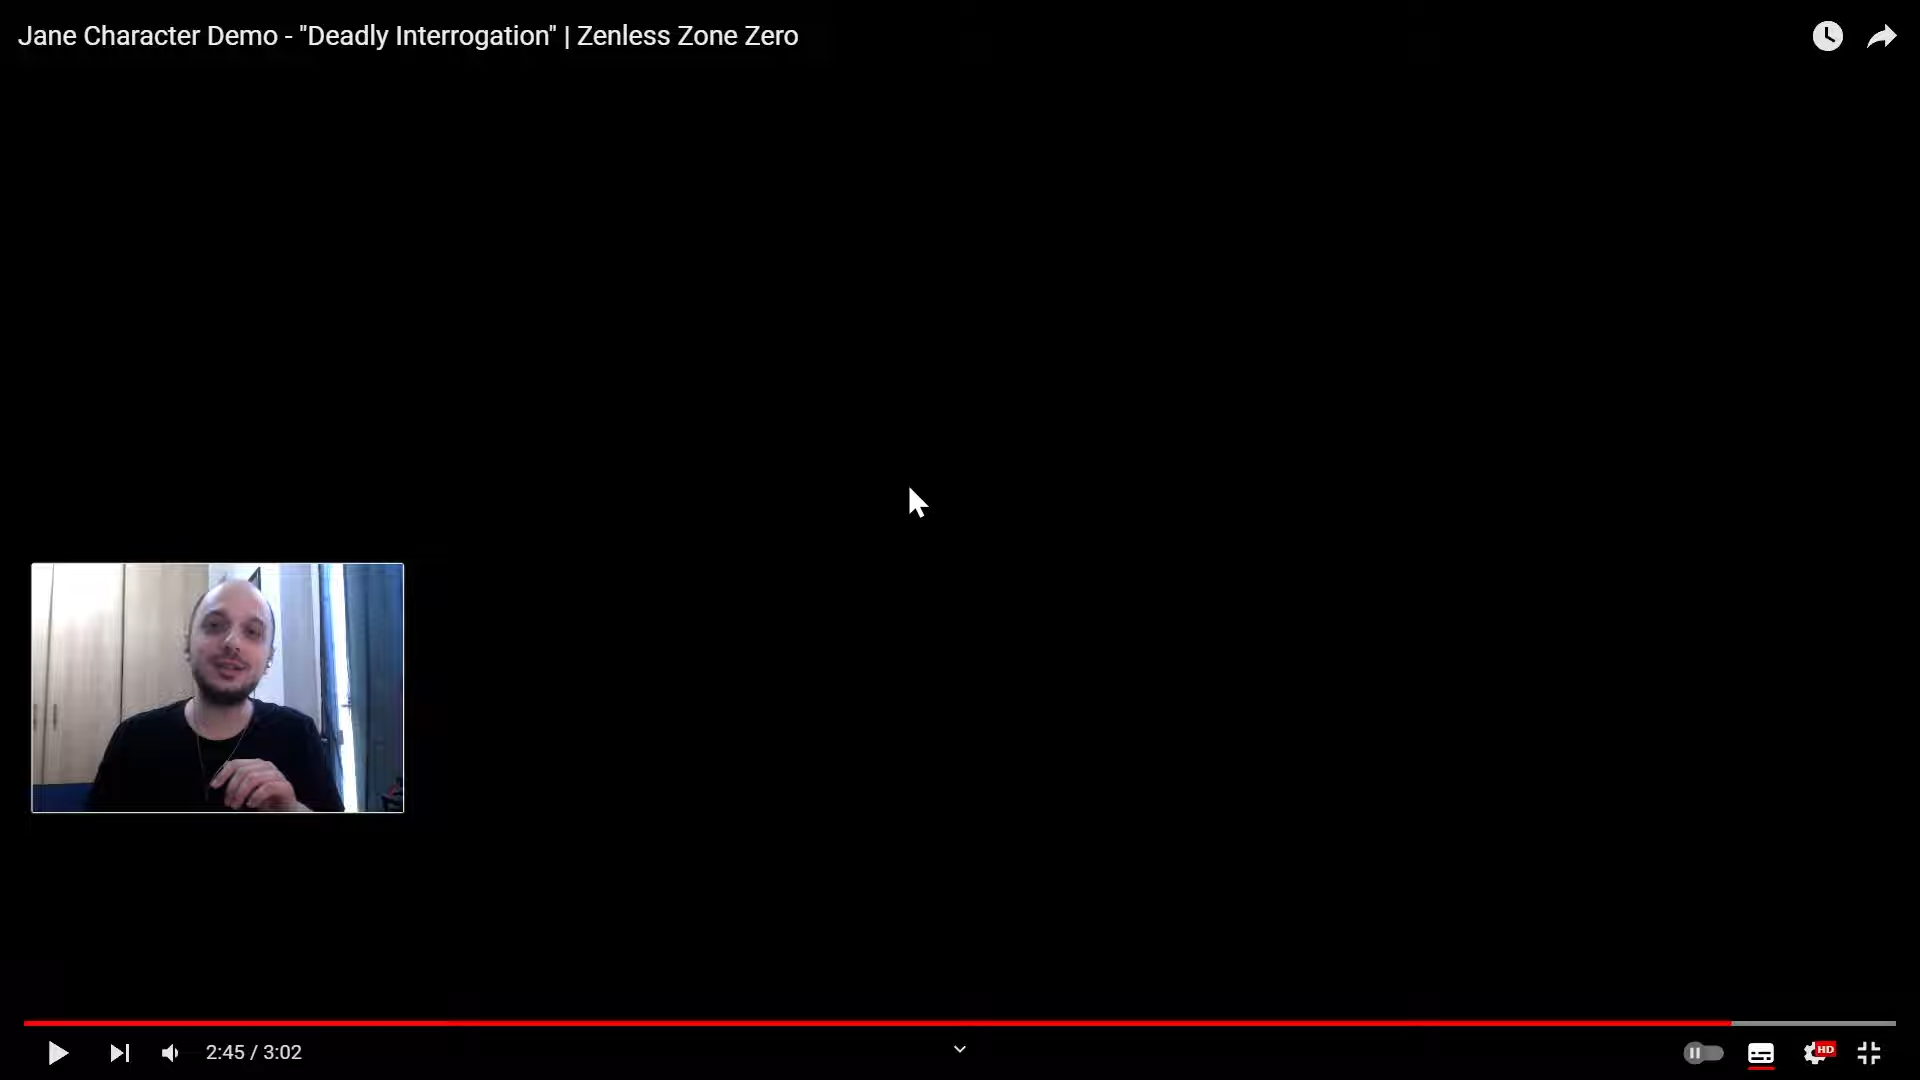 Jane Character Demo - "Deadly Interrogation" | Zenless Zone Zero
2:45 / 3:02
HD